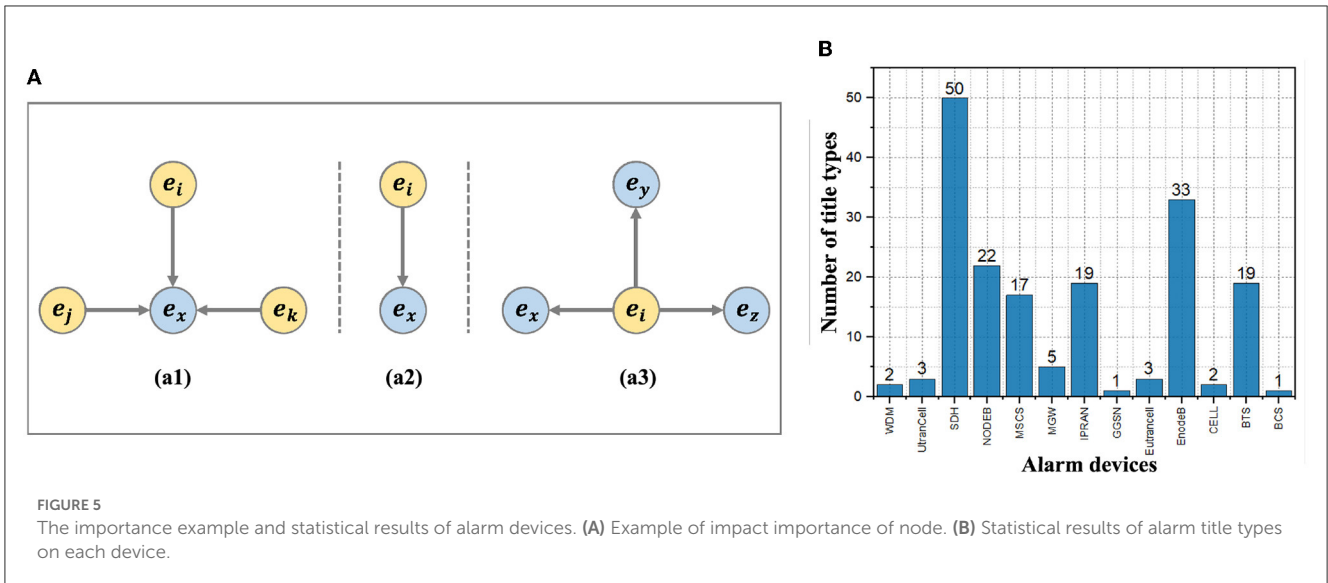 A
e_i
e_j
e_x
e_k
(a1)
e_i
e_x
(a2)
e_y
e_x
e_i
e_z
(a3)
B
Number of title types
50
40
30
20
10
0
2
3
50
22
17
5
19
1
3
33
2
19
1
WDM
UtranCell
SDH
NODEB
MSCS
MGW
IPRAN
GGSN
Eutrancell
EnodeB
CELL
BTS
BCS
Alarm devices
FIGURE 5
The importance example and statistical results of alarm devices. (A) Example of impact importance of node. (B) Statistical results of alarm title types
on each device.